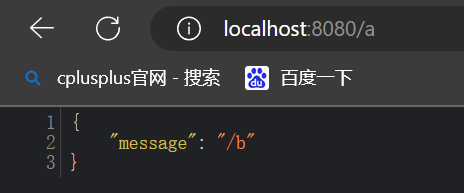 localhost:8080/a
cplusplus官网 - 搜索 du 百度一下
1 {
2 "message": "/b"
3 }